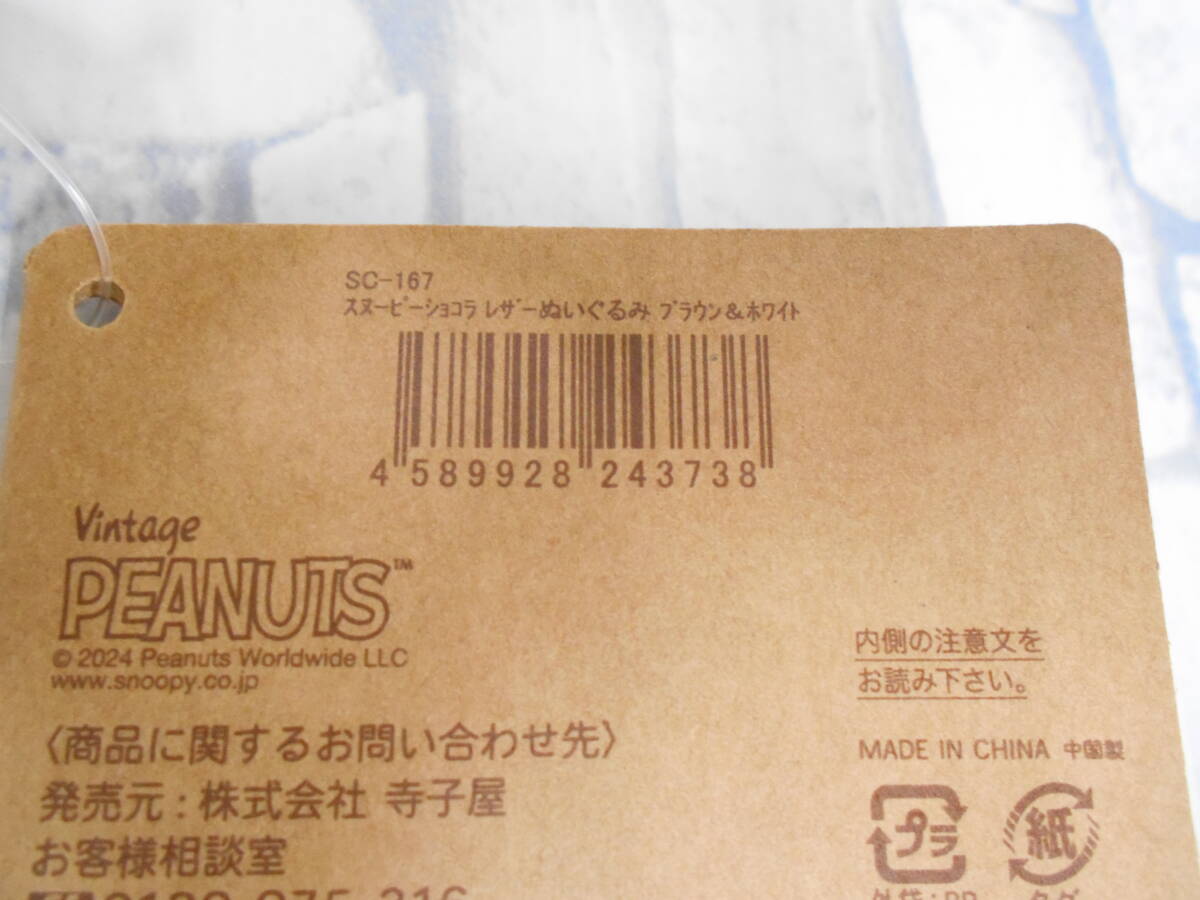 SC-167
ｽﾇｰﾋﾟｰｼｮｺﾗ ﾚｻﾞｰぬいぐるみ ﾌﾞﾗｳﾝ＆ﾎﾜｲﾄ
4 589928 243738
Vintage
PEANUTS™
© 2024 Peanuts Worldwide LLC
www.snoopy.co.jp
〈商品に関するお問い合わせ先〉
発売元：株式会社 寺子屋
お客様相談室
内側の注意文を
お読み下さい。
MADE IN CHINA 中国製
プラ
紙